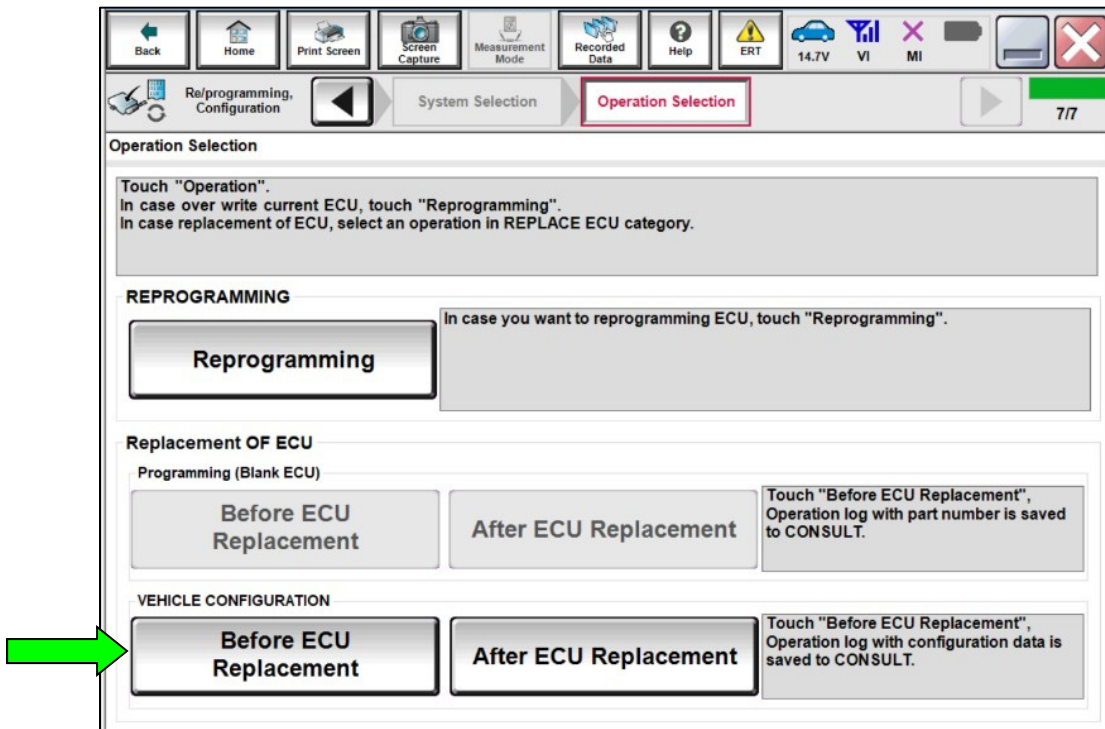 Back
Home
Print Screen
Screen
Capture
Measurement
Mode
Recorded
Data
Help
ERT
14.7V
VI
MI
Re/programming,
Configuration
System Selection
Operation Selection
7/7
Operation Selection
Touch "Operation".
In case over write current ECU, touch "Reprogramming".
In case replacement of ECU, select an operation in REPLACE ECU category.
REPROGRAMMING
Reprogramming
In case you want to reprogramming ECU, touch "Reprogramming".
Replacement OF ECU
Programming (Blank ECU)
Before ECU
Replacement
After ECU Replacement
Touch "Before ECU Replacement",
Operation log with part number is saved
to CONSULT.
VEHICLE CONFIGURATION
Before ECU
Replacement
After ECU Replacement
Touch "Before ECU Replacement",
Operation log with configuration data is
saved to CONSULT.